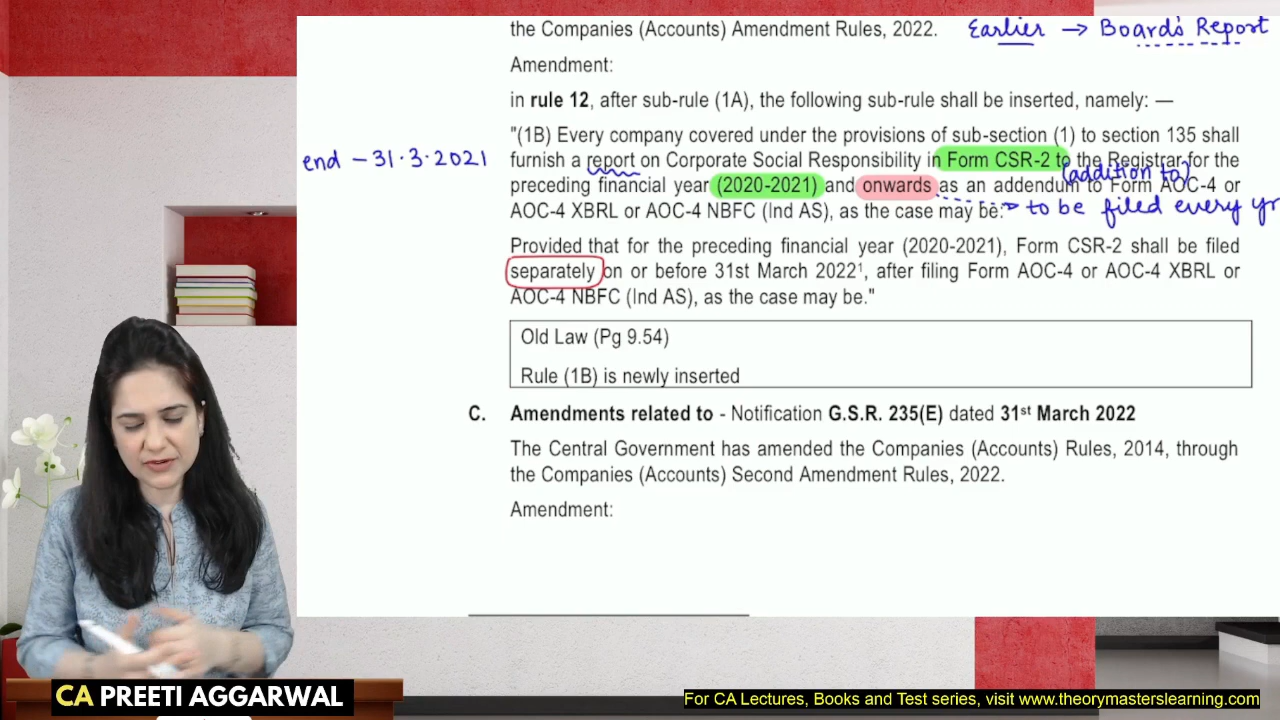 the Companies (Accounts) Amendment Rules, 2022. Earlier → Board's Report
Amendment:
in rule 12, after sub-rule (1A), the following sub-rule shall be inserted, namely: —
"(1B) Every company covered under the provisions of sub-section (1) to section 135 shall
end - 31.3.2021 furnish a report on Corporate Social Responsibility in Form CSR-2 to the Registrar for the
(addition to)
preceding financial year (2020-2021) and onwards as an addendum to Form AOC-4 or
AOC-4 XBRL or AOC-4 NBFC (Ind AS), as the case may be: → to be filed every yr
Provided that for the preceding financial year (2020-2021), Form CSR-2 shall be filed
separately on or before 31st March 2022¹, after filing Form AOC-4 or AOC-4 XBRL or
AOC-4 NBFC (Ind AS), as the case may be."
Old Law (Pg 9.54)
Rule (1B) is newly inserted
C. Amendments related to - Notification G.S.R. 235(E) dated 31st March 2022
The Central Government has amended the Companies (Accounts) Rules, 2014, through
the Companies (Accounts) Second Amendment Rules, 2022.
Amendment:
CA PREETI AGGARWAL
For CA Lectures, Books and Test series, visit www.theorymasterslearning.com